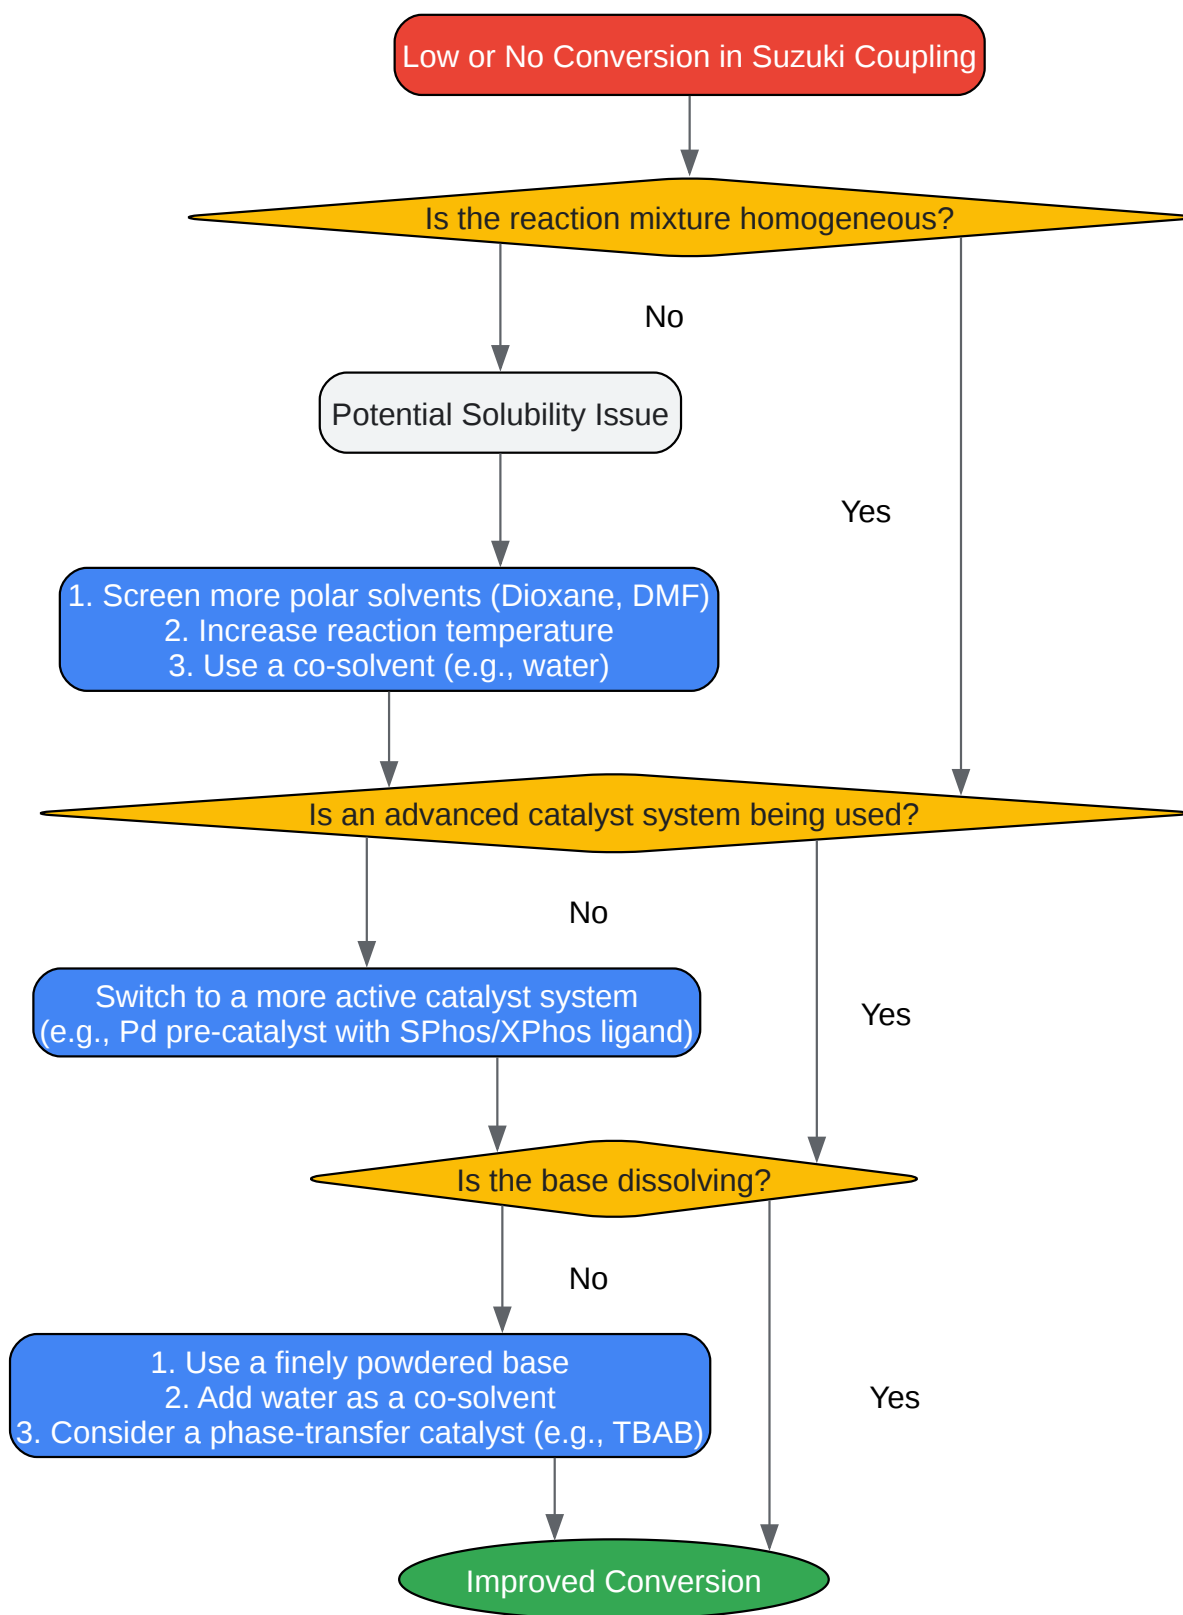 Low or No Conversion in Suzuki Coupling
Is the reaction mixture homogeneous?
No
Potential Solubility Issue
Yes
1. Screen more polar solvents (Dioxane, DMF)
2. Increase reaction temperature
3. Use a co-solvent (e.g., water)
Is an advanced catalyst system being used?
No
Switch to a more active catalyst system
(e.g., Pd pre-catalyst with SPhos/XPhos ligand)
Yes
Is the base dissolving?
No
1. Use a finely powdered base
2. Add water as a co-solvent
3. Consider a phase-transfer catalyst (e.g., TBAB)
Yes
Improved Conversion